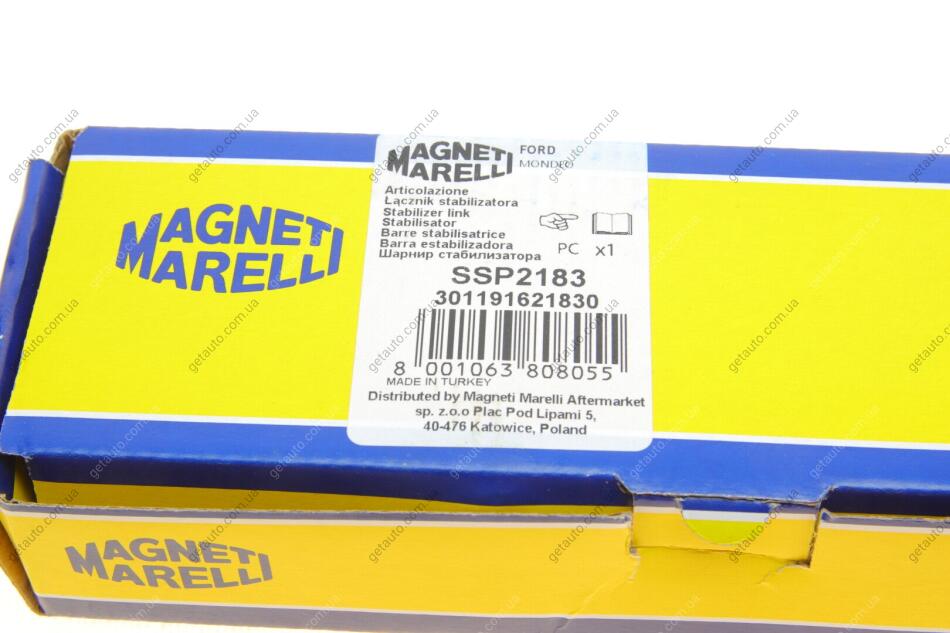 MAGNETI
MARELLI
MAGNETI
MARELLI
FORD
MONDEO
Articolazione
Łącznik stabilizatora
Stabilizer link
Stabilisator
Barre stabilisatrice
Barra estabilizadora
Шарнир стабилизатора
PC x1
SSP2183
301191621830
8 001063 808055
MADE IN TURKEY
Distributed by Magneti Marelli Aftermarket
sp. z.o.o Plac Pod Lipami 5,
40-476 Katowice, Poland
MAGNETI
MARELLI
getauto.com.ua